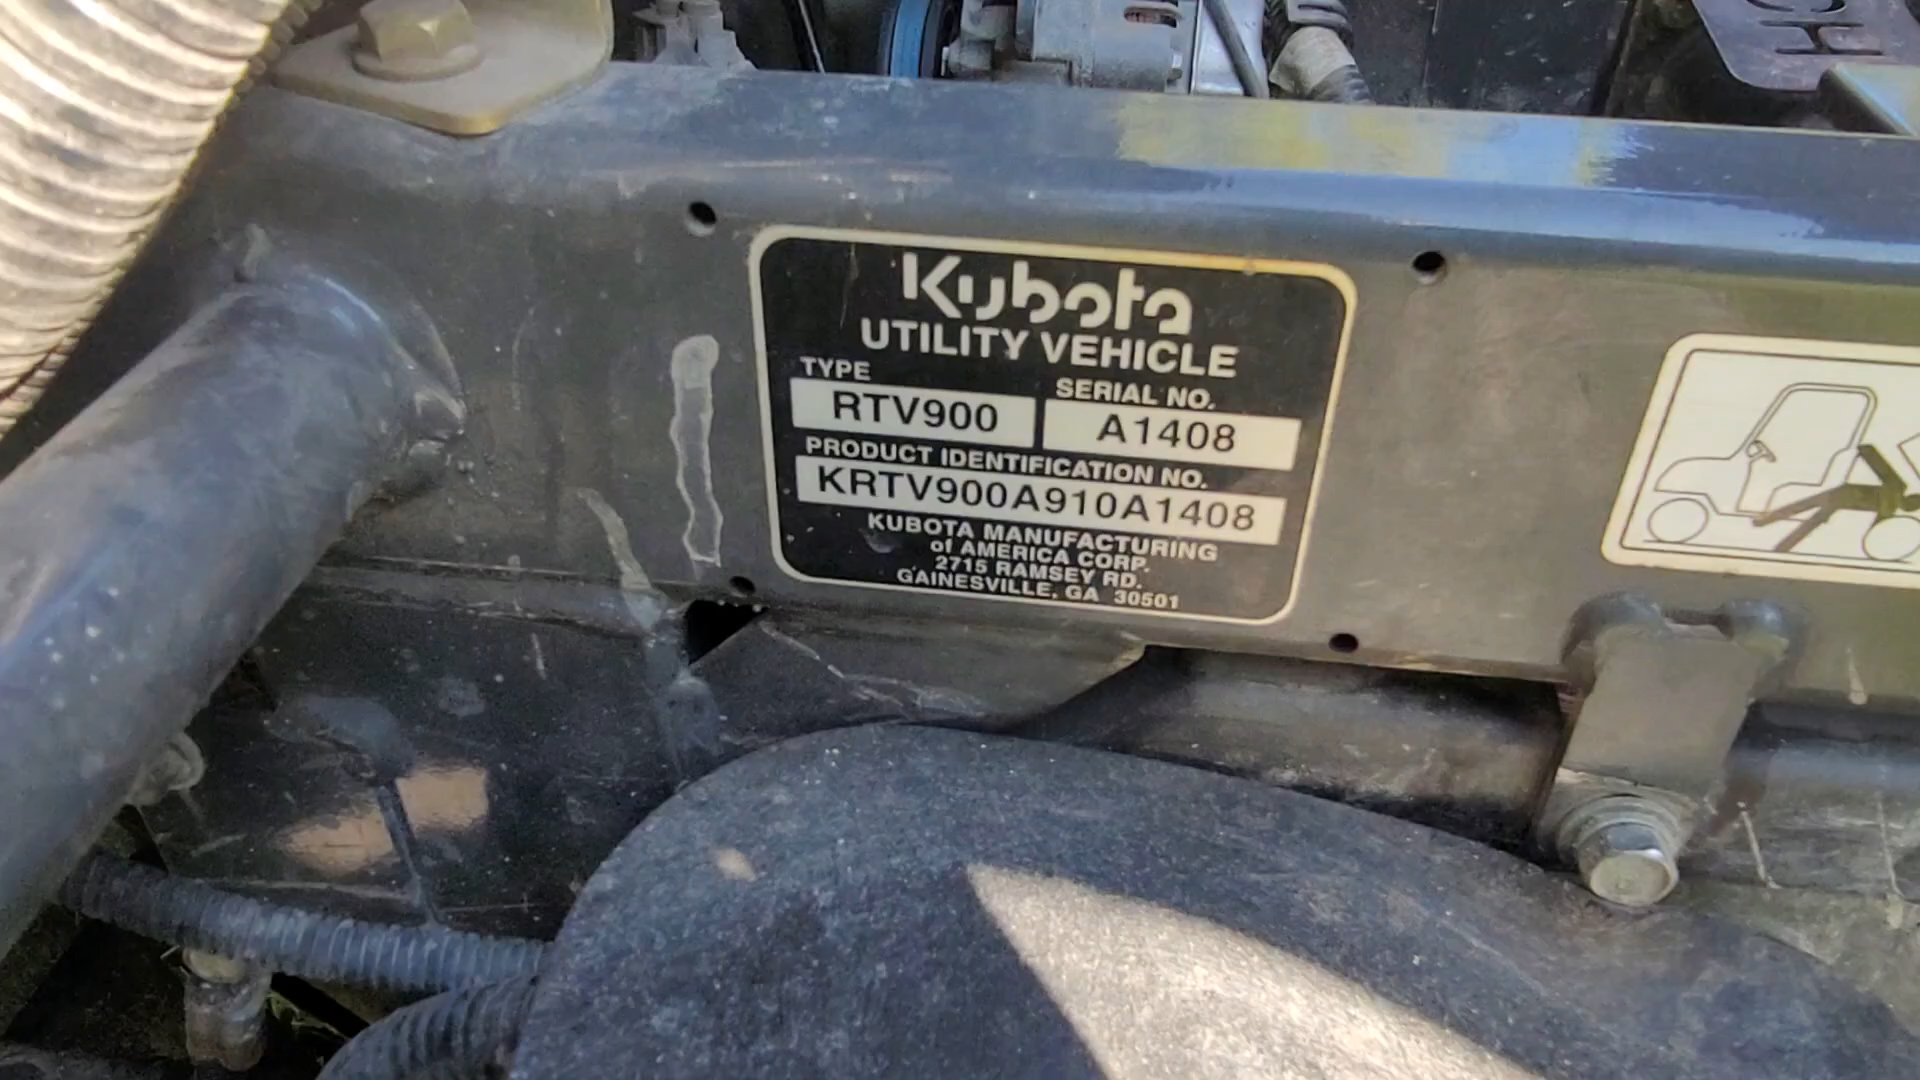 Kubota
UTILITY VEHICLE
TYPE
SERIAL NO.
RTV900
A1408
PRODUCT IDENTIFICATION NO.
KRTV900A910A1408
KUBOTA MANUFACTURING
of AMERICA CORP.
2715 RAMSEY RD.
GAINESVILLE, GA 30501